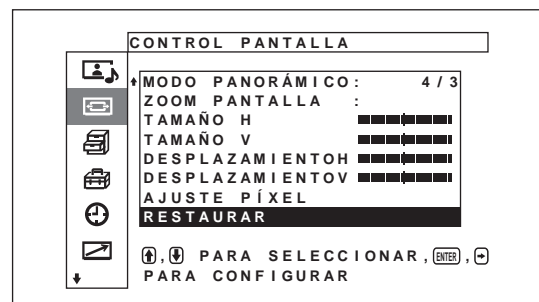 CONTROL PANTALLA
MODO PANORÁMICO: 4/3
ZOOM PANTALLA :
TAMAÑO H
TAMAÑO V
DESPLAZAMIENTOH
DESPLAZAMIENTOV
AJUSTE PÍXEL
RESTAURAR
, PARA SELECCIONAR, ENTER ,
PARA CONFIGURAR